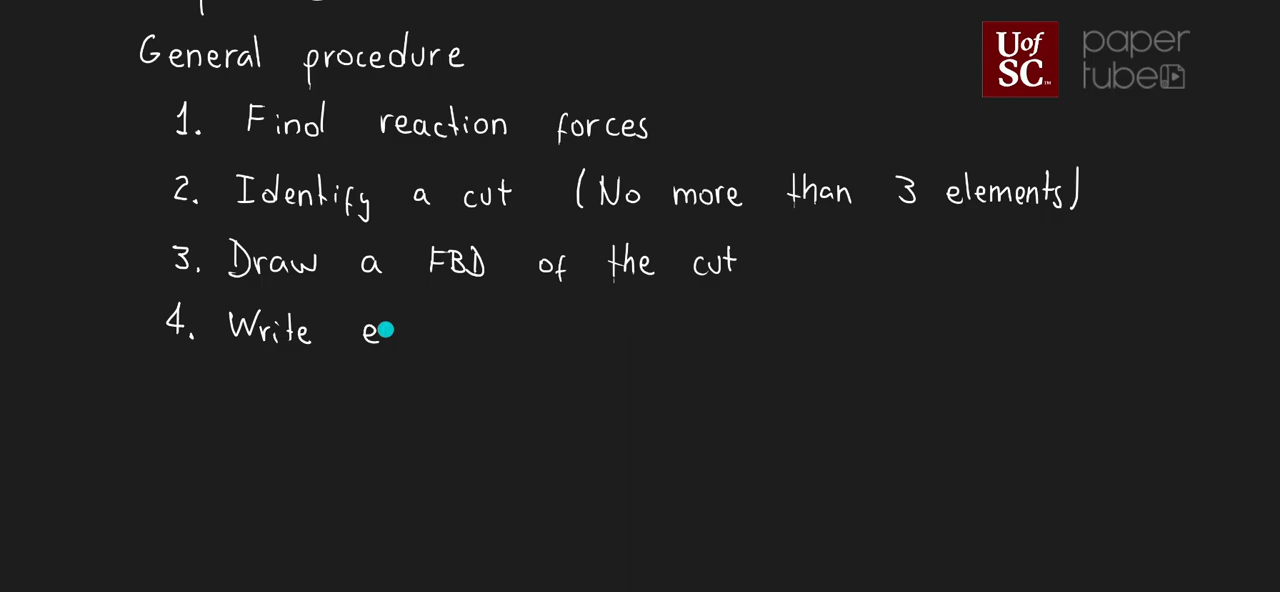 General procedure
UofSC
paper
tube
1. Find reaction forces
2. Identify a cut (No more than 3 elements)
3. Draw a FBD of the cut
4. Write e